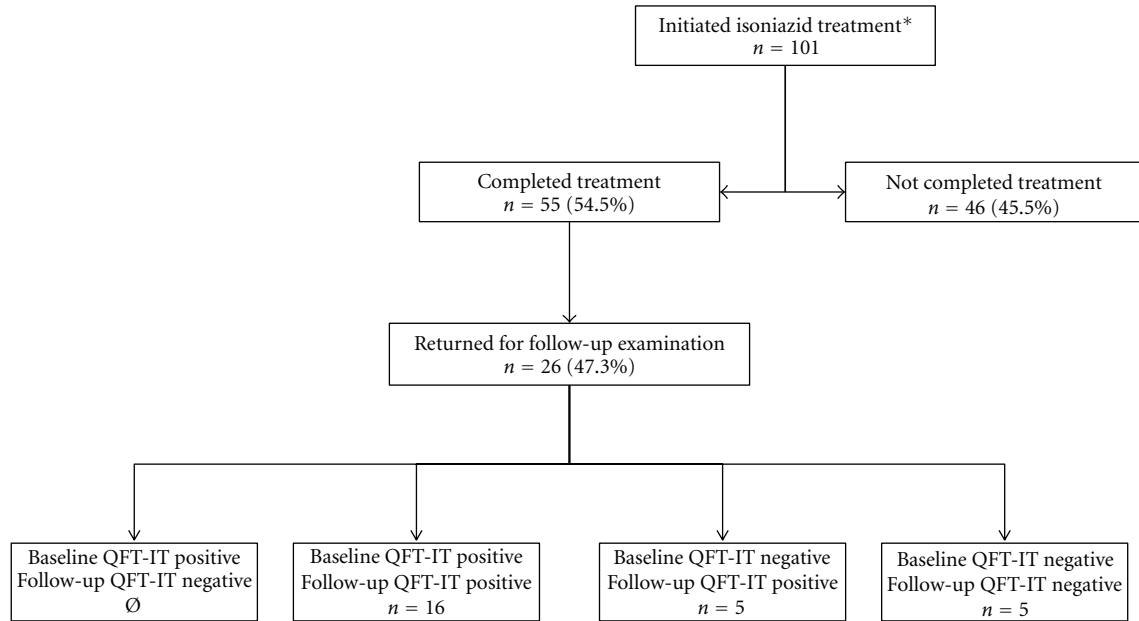 Initiated isoniazid treatment*
n = 101
Completed treatment
n = 55 (54.5%)
Not completed treatment
n = 46 (45.5%)
Returned for follow-up examination
n = 26 (47.3%)
Baseline QFT-IT positive
Follow-up QFT-IT negative
Ø
Baseline QFT-IT positive
Follow-up QFT-IT positive
n = 16
Baseline QFT-IT negative
Follow-up QFT-IT positive
n = 5
Baseline QFT-IT negative
Follow-up QFT-IT negative
n = 5